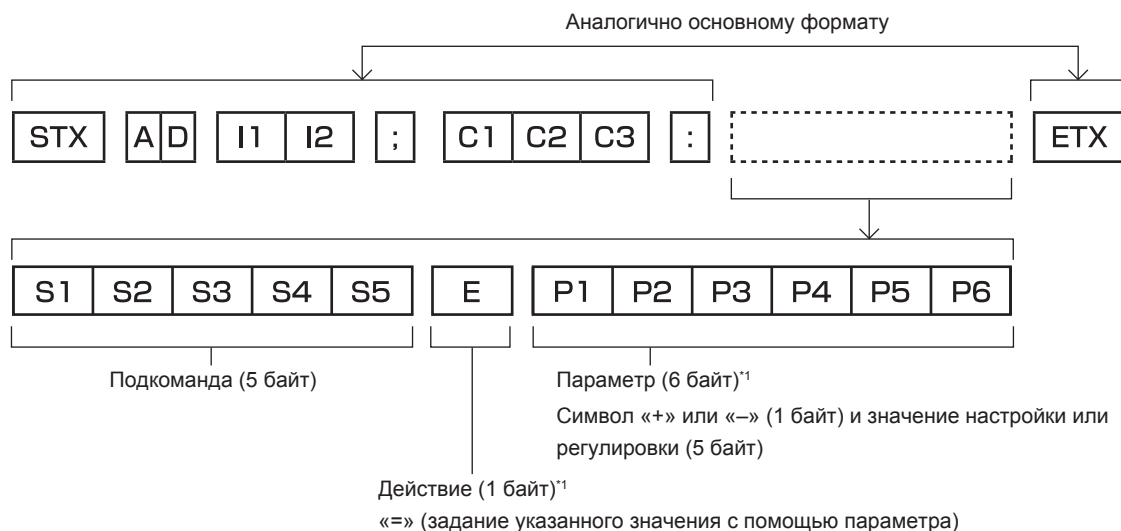 Аналогично основному формату
STX A D I1 I2 ; C1 C2 C3 : ETX
S1 S2 S3 S4 S5 E P1 P2 P3 P4 P5 P6
Подкоманда (5 байт)
Параметр (6 байт)*1
Символ «+» или «–» (1 байт) и значение настройки или
регулировки (5 байт)
Действие (1 байт)*1
«=» (задание указанного значения с помощью параметра)